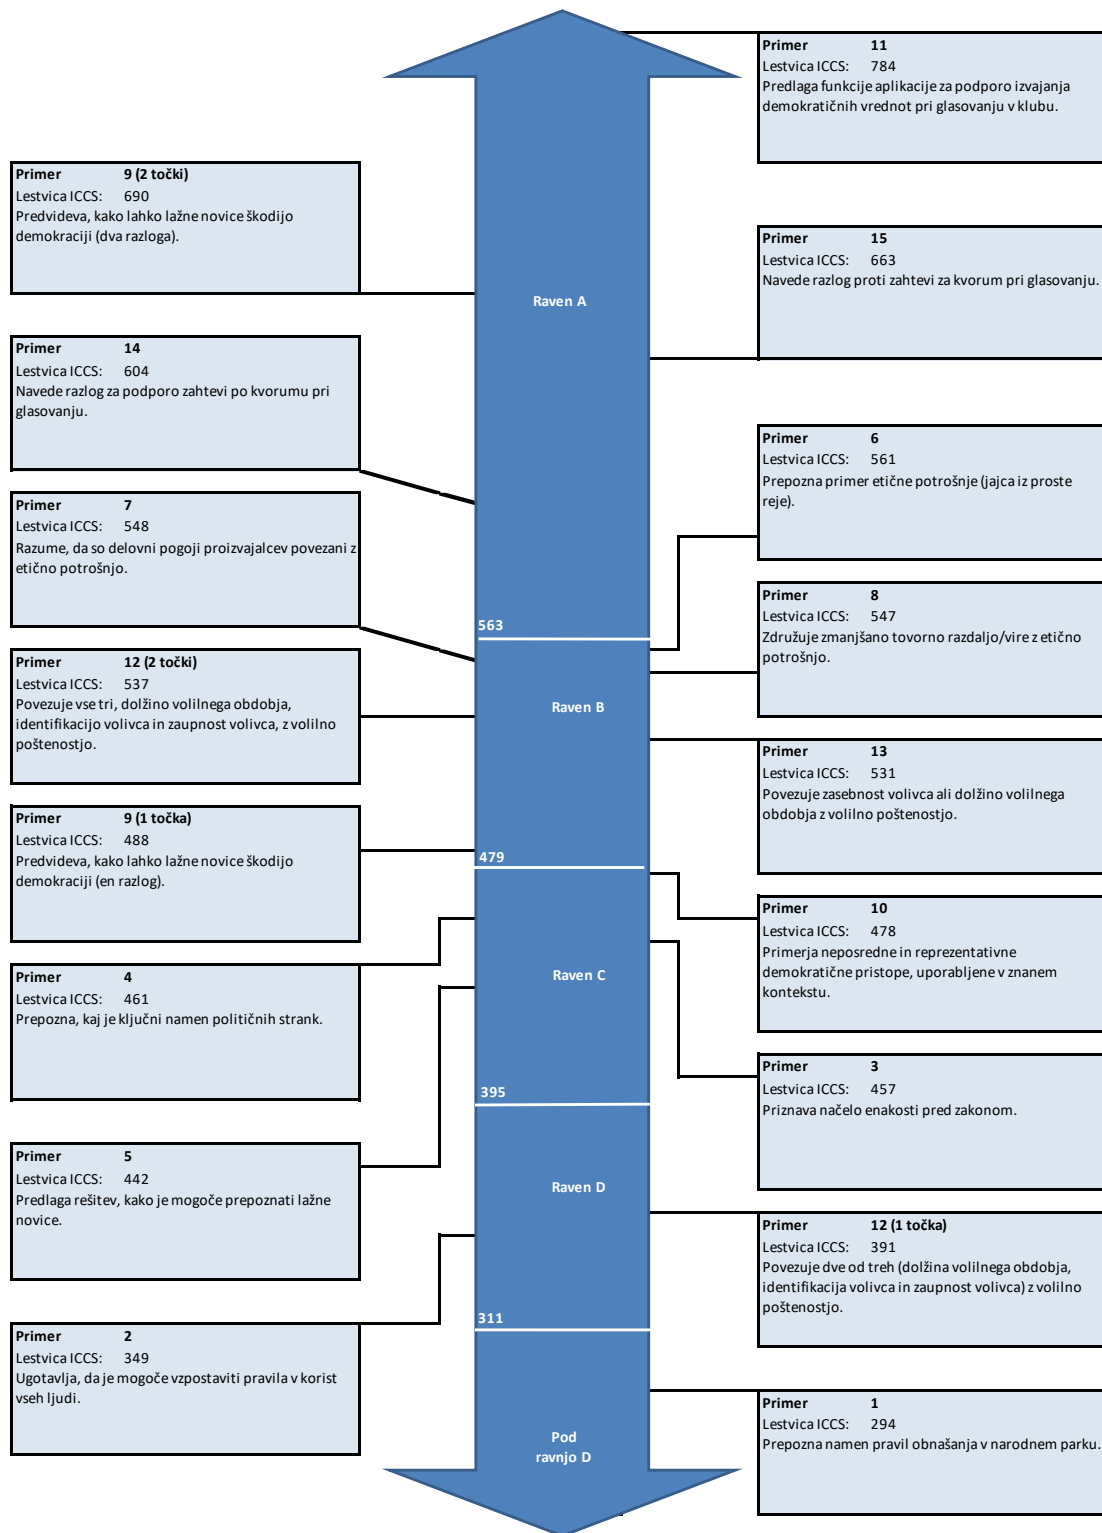 Primer 11
Lestvica ICCS: 784
Predlaga funkcije aplikacije za podporo izvajanja
demokratičnih vrednot pri glasovanju v klubu.
Primer 9 (2 točki)
Lestvica ICCS: 690
Predvideva, kako lahko lažne novice škodijo
demokraciji (dva razloga).
Primer 15
Lestvica ICCS: 663
Navede razlog proti zahtevi za kvorum pri glasovanju.
Raven A
Primer 14
Lestvica ICCS: 604
Navede razlog za podporo zahtevi po kvorumu pri
glasovanju.
Primer 6
Lestvica ICCS: 561
Prepozna primer etične potrošnje (jajca iz proste
reje).
Primer 7
Lestvica ICCS: 548
Razume, da so delovni pogoji proizvajalcev povezani z
etično potrošnjo.
563
Primer 8
Lestvica ICCS: 547
Združuje zmanjšano tovorno razdaljo/vire z etično
potrošnjo.
Primer 12 (2 točki)
Lestvica ICCS: 537
Povezuje vse tri, dolžino volilnega obdobja,
identifikacijo volivca in zaupnost volivca, z volilno
poštenostjo.
Raven B
Primer 13
Lestvica ICCS: 531
Povezuje zasebnost volivca ali dolžino volilnega
obdobja z volilno poštenostjo.
Primer 9 (1 točka)
Lestvica ICCS: 488
Predvideva, kako lahko lažne novice škodijo
demokraciji (en razlog).
479
Primer 10
Lestvica ICCS: 478
Primerja neposredne in reprezentativne
demokratične pristope, uporabljene v znanem
kontekstu.
Primer 4
Lestvica ICCS: 461
Prepozna, kaj je ključni namen političnih strank.
Raven C
Primer 3
Lestvica ICCS: 457
Priznava načelo enakosti pred zakonom.
395
Primer 5
Lestvica ICCS: 442
Predlaga rešitev, kako je mogoče prepoznati lažne
novice.
Raven D
Primer 12 (1 točka)
Lestvica ICCS: 391
Povezuje dve od treh (dolžina volilnega obdobja,
identifikacija volivca in zaupnost volivca) z volilno
poštenostjo.
311
Primer 2
Lestvica ICCS: 349
Ugotavlja, da je mogoče vzpostaviti pravila v korist
vseh ljudi.
Primer 1
Lestvica ICCS: 294
Prepozna namen pravil obnašanja v narodnem parku.
Pod
ravnjo D